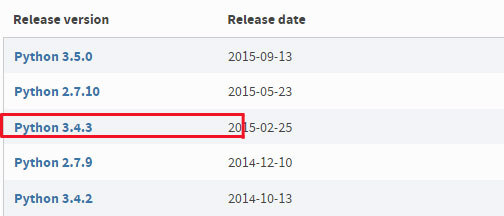 Release version Release date
Python 3.5.0 2015-09-13
Python 2.7.10 2015-05-23
Python 3.4.3 2015-02-25
Python 2.7.9 2014-12-10
Python 3.4.2 2014-10-13